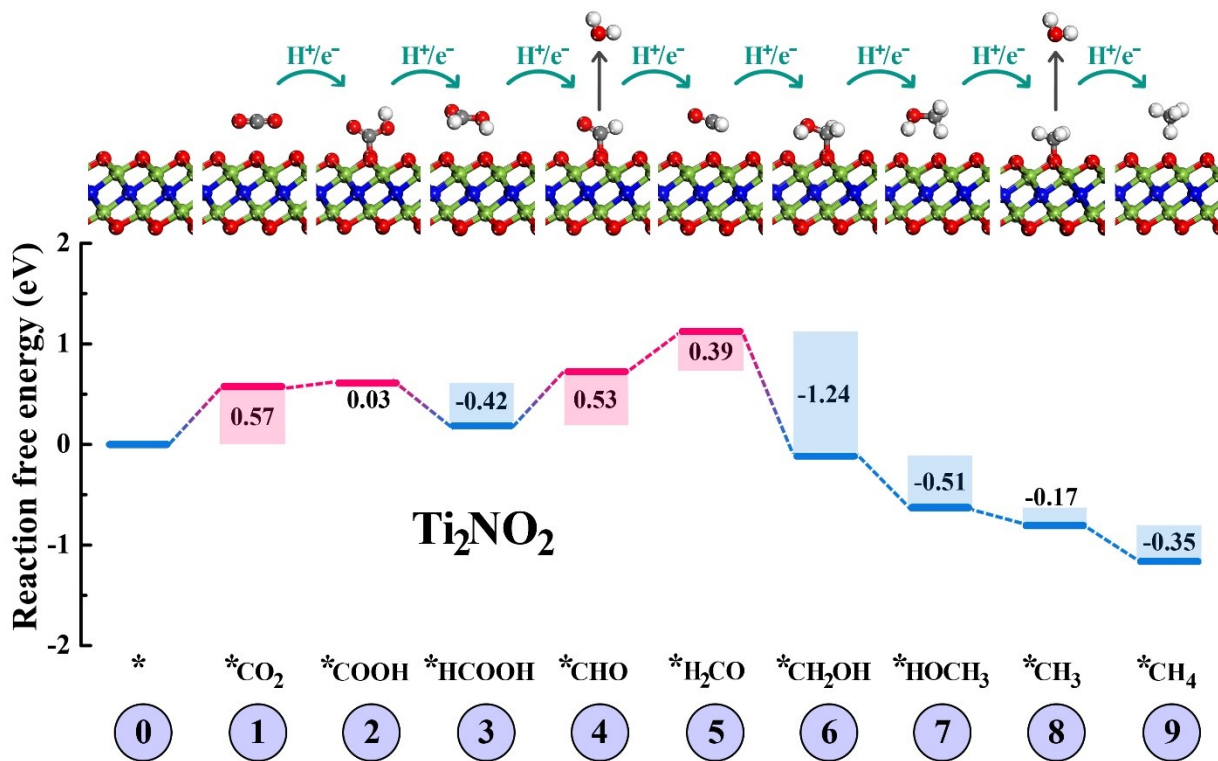 H⁺/e⁻ H⁺/e⁻ H⁺/e⁻ H⁺/e⁻ H⁺/e⁻ H⁺/e⁻ H⁺/e⁻ H⁺/e⁻
Reaction free energy (eV)
2
1
0
-1
-2
0.57
0.03
-0.42
0.53
0.39
-1.24
-0.51
-0.17
-0.35
Ti₂NO₂
* *CO₂ *COOH *HCOOH *CHO *H₂CO *CH₂OH *HOCH₃ *CH₃ *CH₄
0 1 2 3 4 5 6 7 8 9